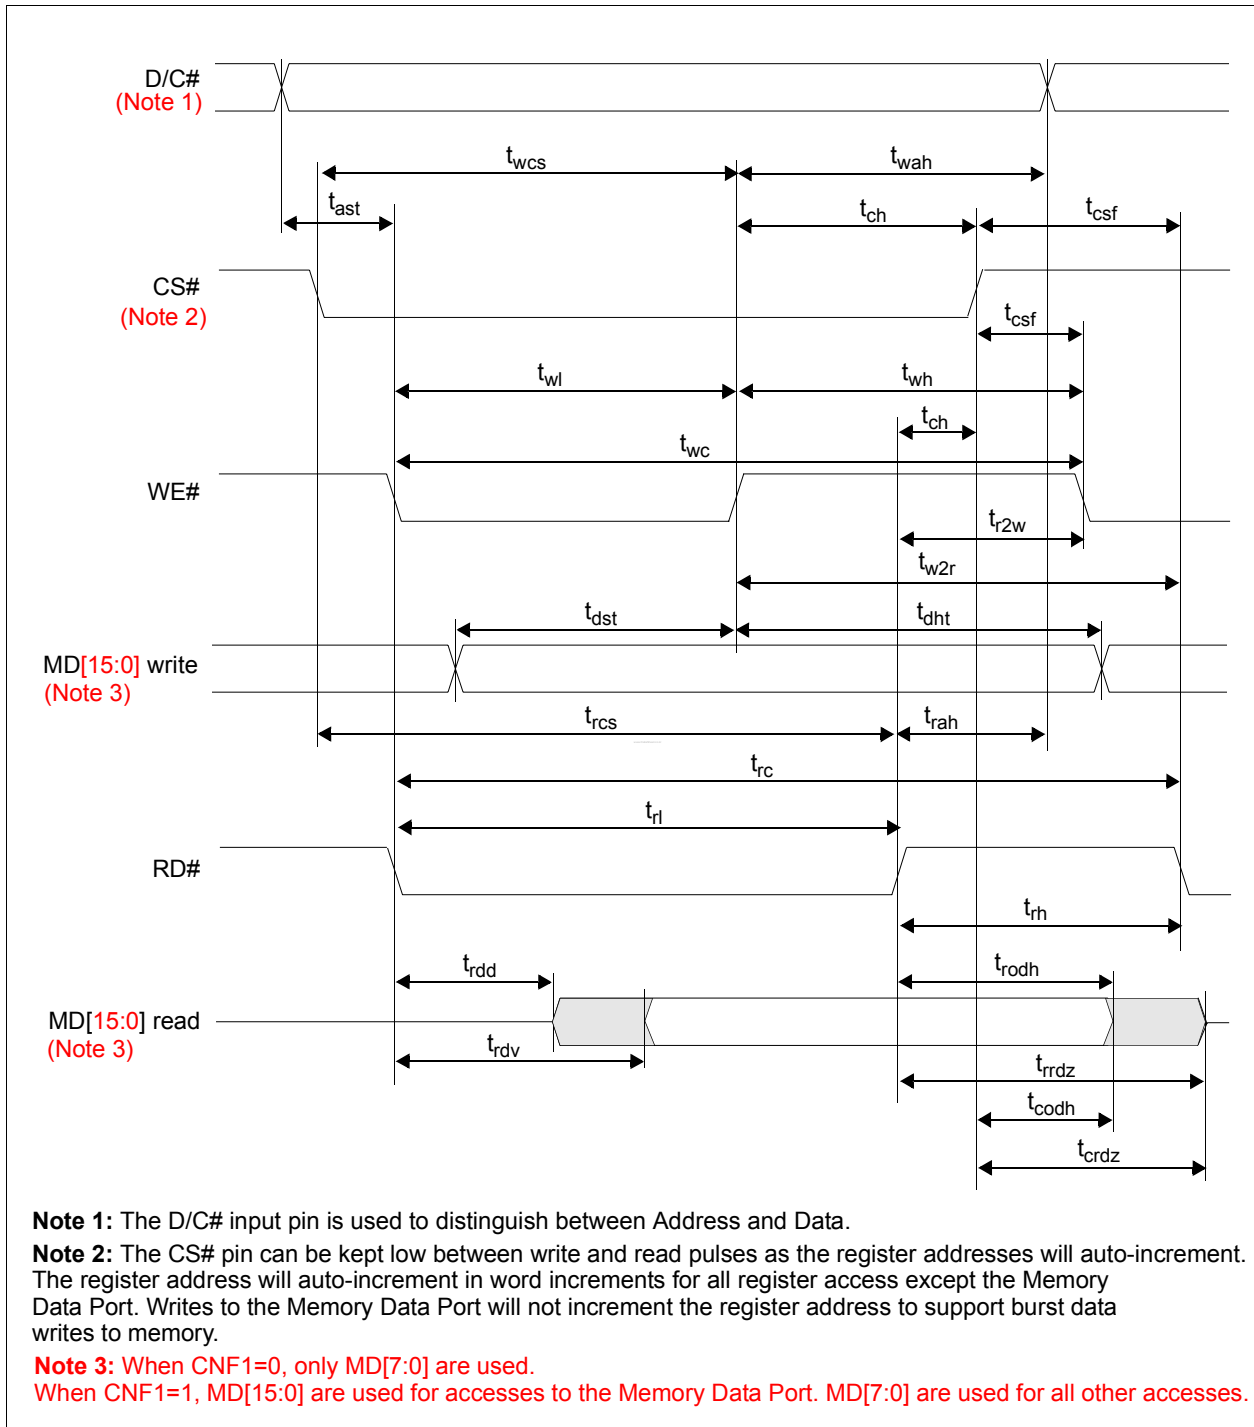 D/C#
(Note 1)
twcs
twah
tast
tch
tcsf
CS#
(Note 2)
tcsf
twl
twh
tch
twc
WE#
tr2w
tw2r
tdst
tdht
MD[15:0] write
(Note 3)
trcs
trah
trc
trl
RD#
trh
trdd
trodh
MD[15:0] read
(Note 3)
trdv
trrdz
tcodh
tcrdz
Note 1: The D/C# input pin is used to distinguish between Address and Data.
Note 2: The CS# pin can be kept low between write and read pulses as the register addresses will auto-increment.
The register address will auto-increment in word increments for all register access except the Memory
Data Port. Writes to the Memory Data Port will not increment the register address to support burst data
writes to memory.
Note 3: When CNF1=0, only MD[7:0] are used.
When CNF1=1, MD[15:0] are used for accesses to the Memory Data Port. MD[7:0] are used for all other accesses.